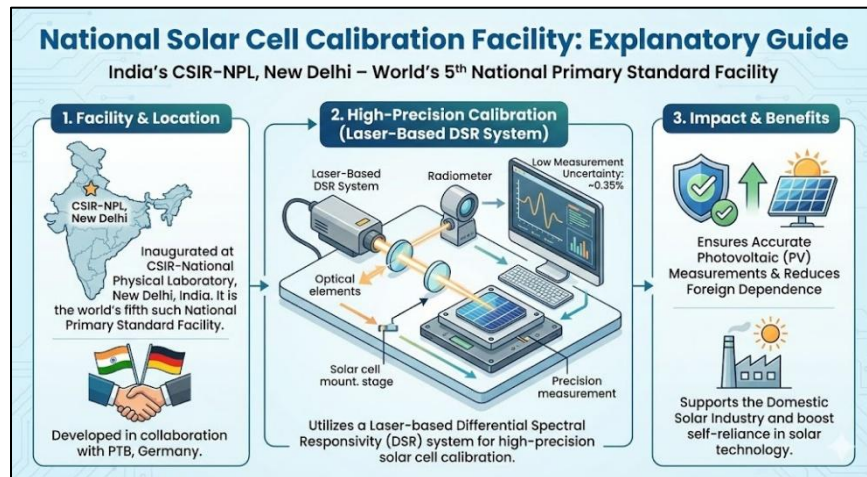 National Solar Cell Calibration Facility: Explanatory Guide
India's CSIR-NPL, New Delhi – World's 5th National Primary Standard Facility
1. Facility & Location
CSIR-NPL,
New Delhi
Inaugurated at
CSIR-National
Physical Laboratory,
New Delhi, India. It is
the world's fifth such National
Primary Standard Facility.
Developed in collaboration
with PTB, Germany.
2. High-Precision Calibration
(Laser-Based DSR System)
Laser-Based
DSR System
Radiometer
Low Measurement
Uncertainty:
~0.35%
Optical
elements
Solar cell
mount. stage
Precision
measurement
Utilizes a Laser-based Differential Spectral
Responsivity (DSR) system for high-precision
solar cell calibration.
3. Impact & Benefits
Ensures Accurate
Photovoltaic (PV)
Measurements & Reduces
Foreign Dependence
Supports the Domestic
Solar Industry and boost
self-reliance in solar
technology.